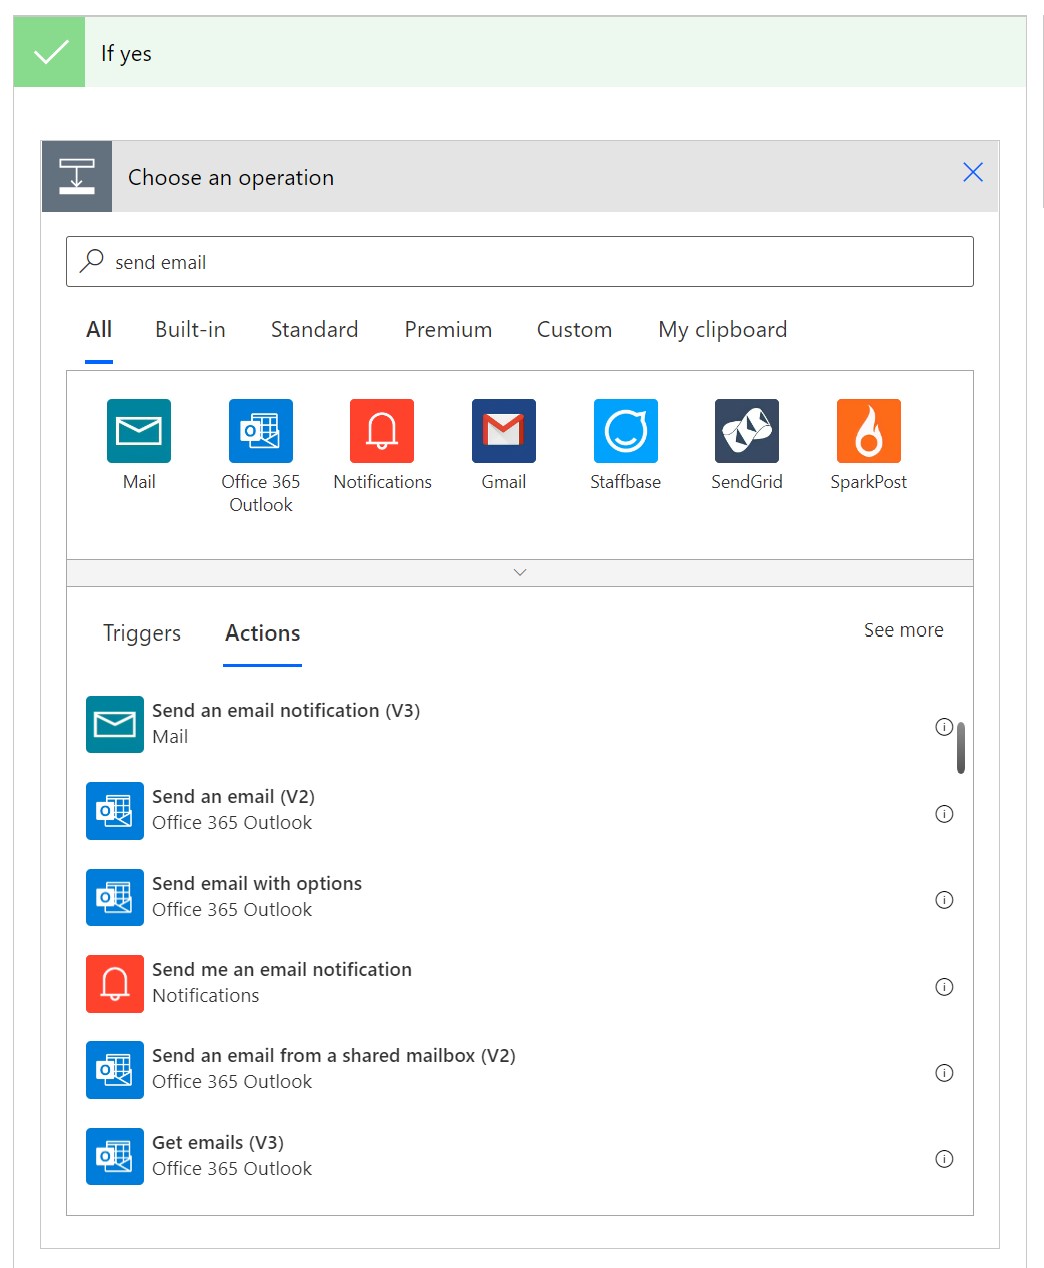 If yes
Choose an operation
send email
All Built-in Standard Premium Custom My clipboard
Mail Office 365 Outlook Notifications Gmail Staffbase SendGrid SparkPost
Triggers Actions See more
Send an email notification (V3)
Mail
Send an email (V2)
Office 365 Outlook
Send email with options
Office 365 Outlook
Send me an email notification
Notifications
Send an email from a shared mailbox (V2)
Office 365 Outlook
Get emails (V3)
Office 365 Outlook